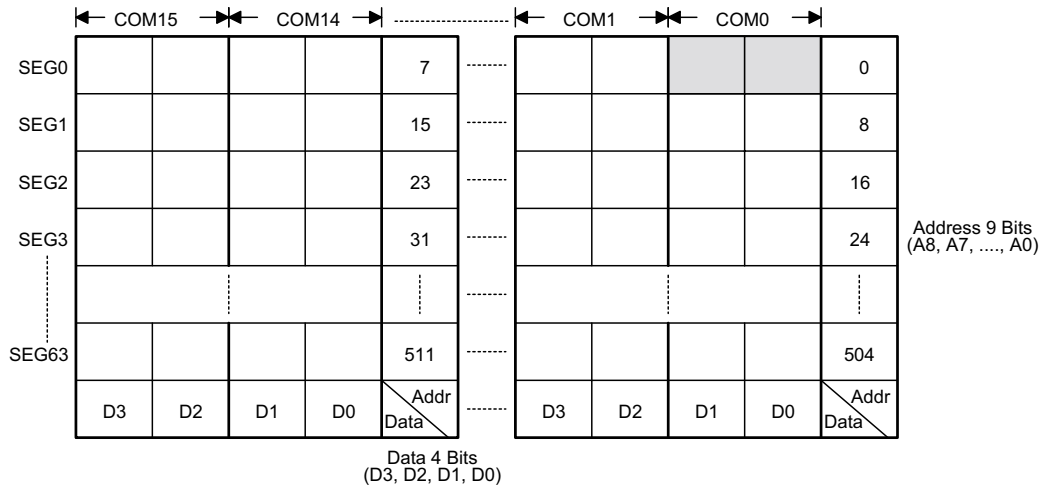 COM15 COM14 COM1 COM0
SEG0 7 0
SEG1 15 8
SEG2 23 16
SEG3 31 24
Address 9 Bits
(A8, A7, ...., A0)
SEG63 511 504
D3 D2 D1 D0 Addr Data D3 D2 D1 D0 Addr Data
Data 4 Bits
(D3, D2, D1, D0)